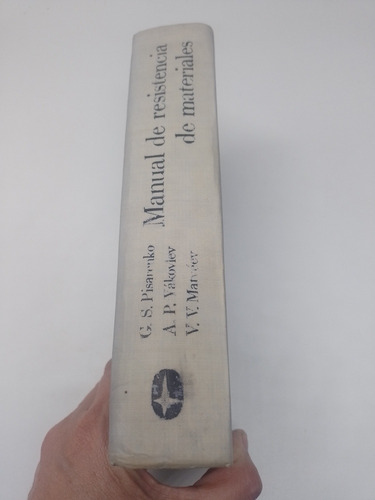 Manual de resistencia
de materiales
G. S. Pisarenko
A. P. Yákovlev
V. V. Matvéev